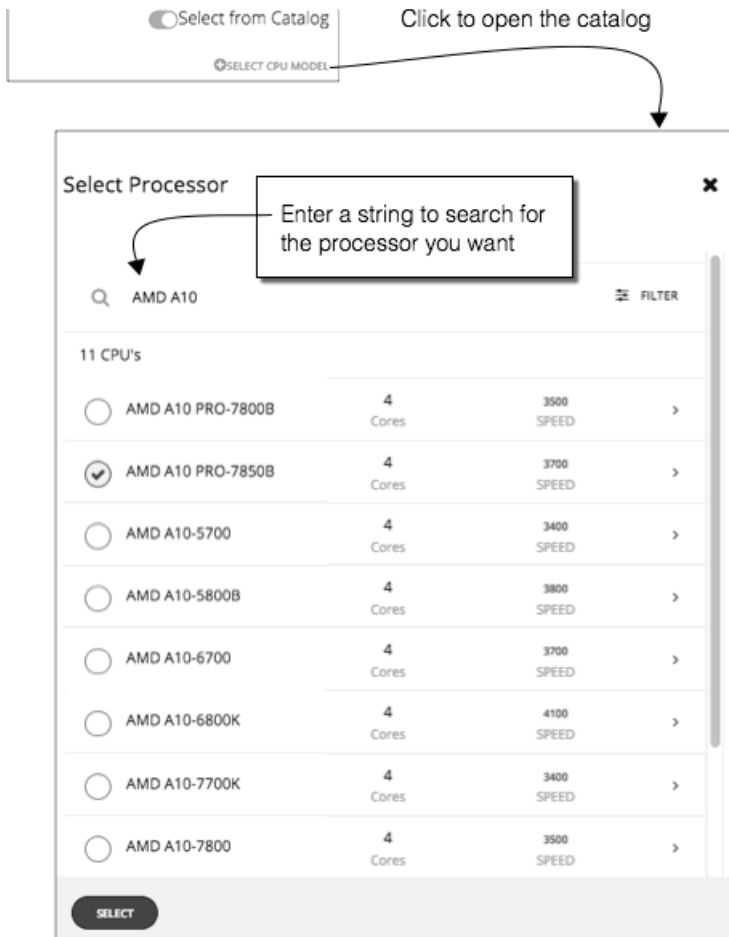 Select from Catalog
Click to open the catalog
SELECT CPU MODEL
Select Processor
Enter a string to search for
the processor you want
AMD A10
FILTER
11 CPU's
AMD A10 PRO-7800B
4
Cores
3500
SPEED
AMD A10 PRO-7850B
4
Cores
3700
SPEED
AMD A10-5700
4
Cores
3400
SPEED
AMD A10-5800B
4
Cores
3800
SPEED
AMD A10-6700
4
Cores
3700
SPEED
AMD A10-6800K
4
Cores
4100
SPEED
AMD A10-7700K
4
Cores
3400
SPEED
AMD A10-7800
4
Cores
3500
SPEED
SELECT